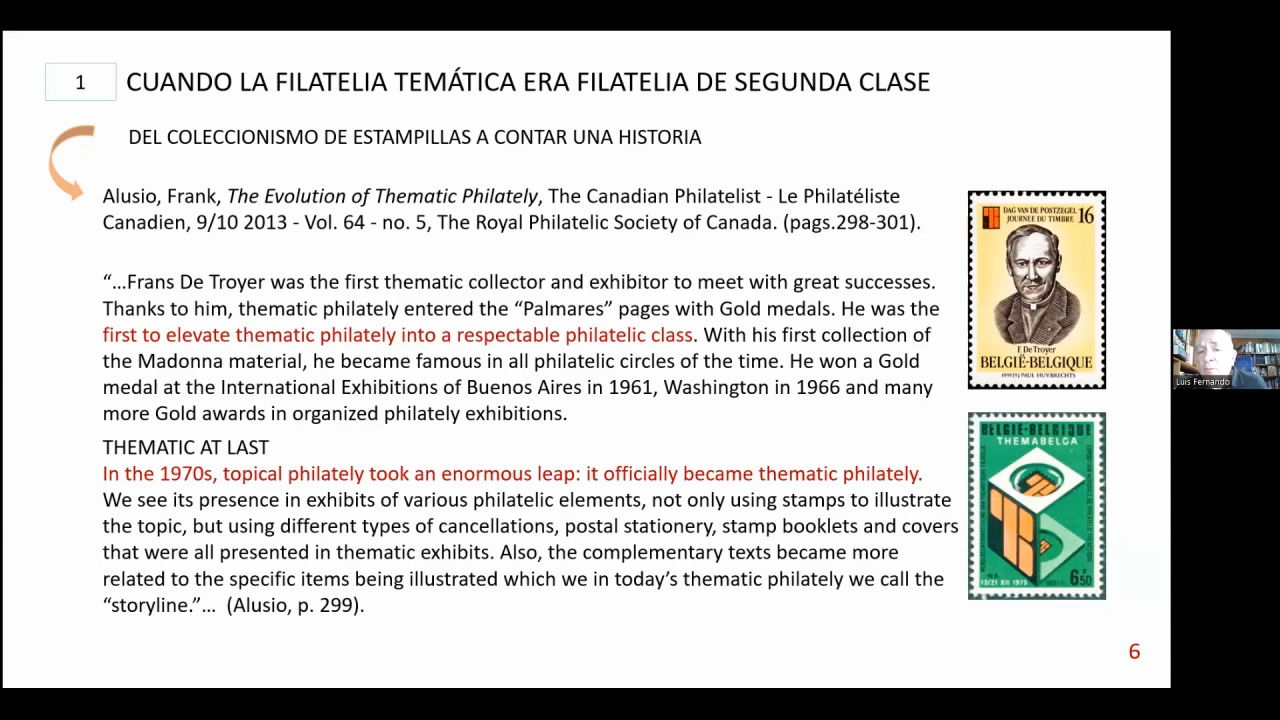 1
CUANDO LA FILATELIA TEMÁTICA ERA FILATELIA DE SEGUNDA CLASE
DEL COLECCIONISMO DE ESTAMPILLAS A CONTAR UNA HISTORIA
Alusio, Frank, The Evolution of Thematic Philately, The Canadian Philatelist - Le Philatéliste
Canadien, 9/10 2013 - Vol. 64 - no. 5, The Royal Philatelic Society of Canada. (pags.298-301).
“…Frans De Troyer was the first thematic collector and exhibitor to meet with great successes.
Thanks to him, thematic philately entered the “Palmares” pages with Gold medals. He was the
first to elevate thematic philately into a respectable philatelic class. With his first collection of
the Madonna material, he became famous in all philatelic circles of the time. He won a Gold
medal at the International Exhibitions of Buenos Aires in 1961, Washington in 1966 and many
more Gold awards in organized philately exhibitions.
THEMATIC AT LAST
In the 1970s, topical philately took an enormous leap: it officially became thematic philately.
We see its presence in exhibits of various philatelic elements, not only using stamps to illustrate
the topic, but using different types of cancellations, postal stationery, stamp booklets and covers
that were all presented in thematic exhibits. Also, the complementary texts became more
related to the specific items being illustrated which we in today’s thematic philately we call the
“storyline.”… (Alusio, p. 299).
DAG VAN DE POSTZEGEL
JOURNEE DU TIMBRE
16
F. De Troyer
BELGIË-BELGIQUE
PAUL HUYBRECHTS
BELGIE-BELGIQUE
THEMABELGA
13/21 XII 1975
6F50
6
Luis Fernando